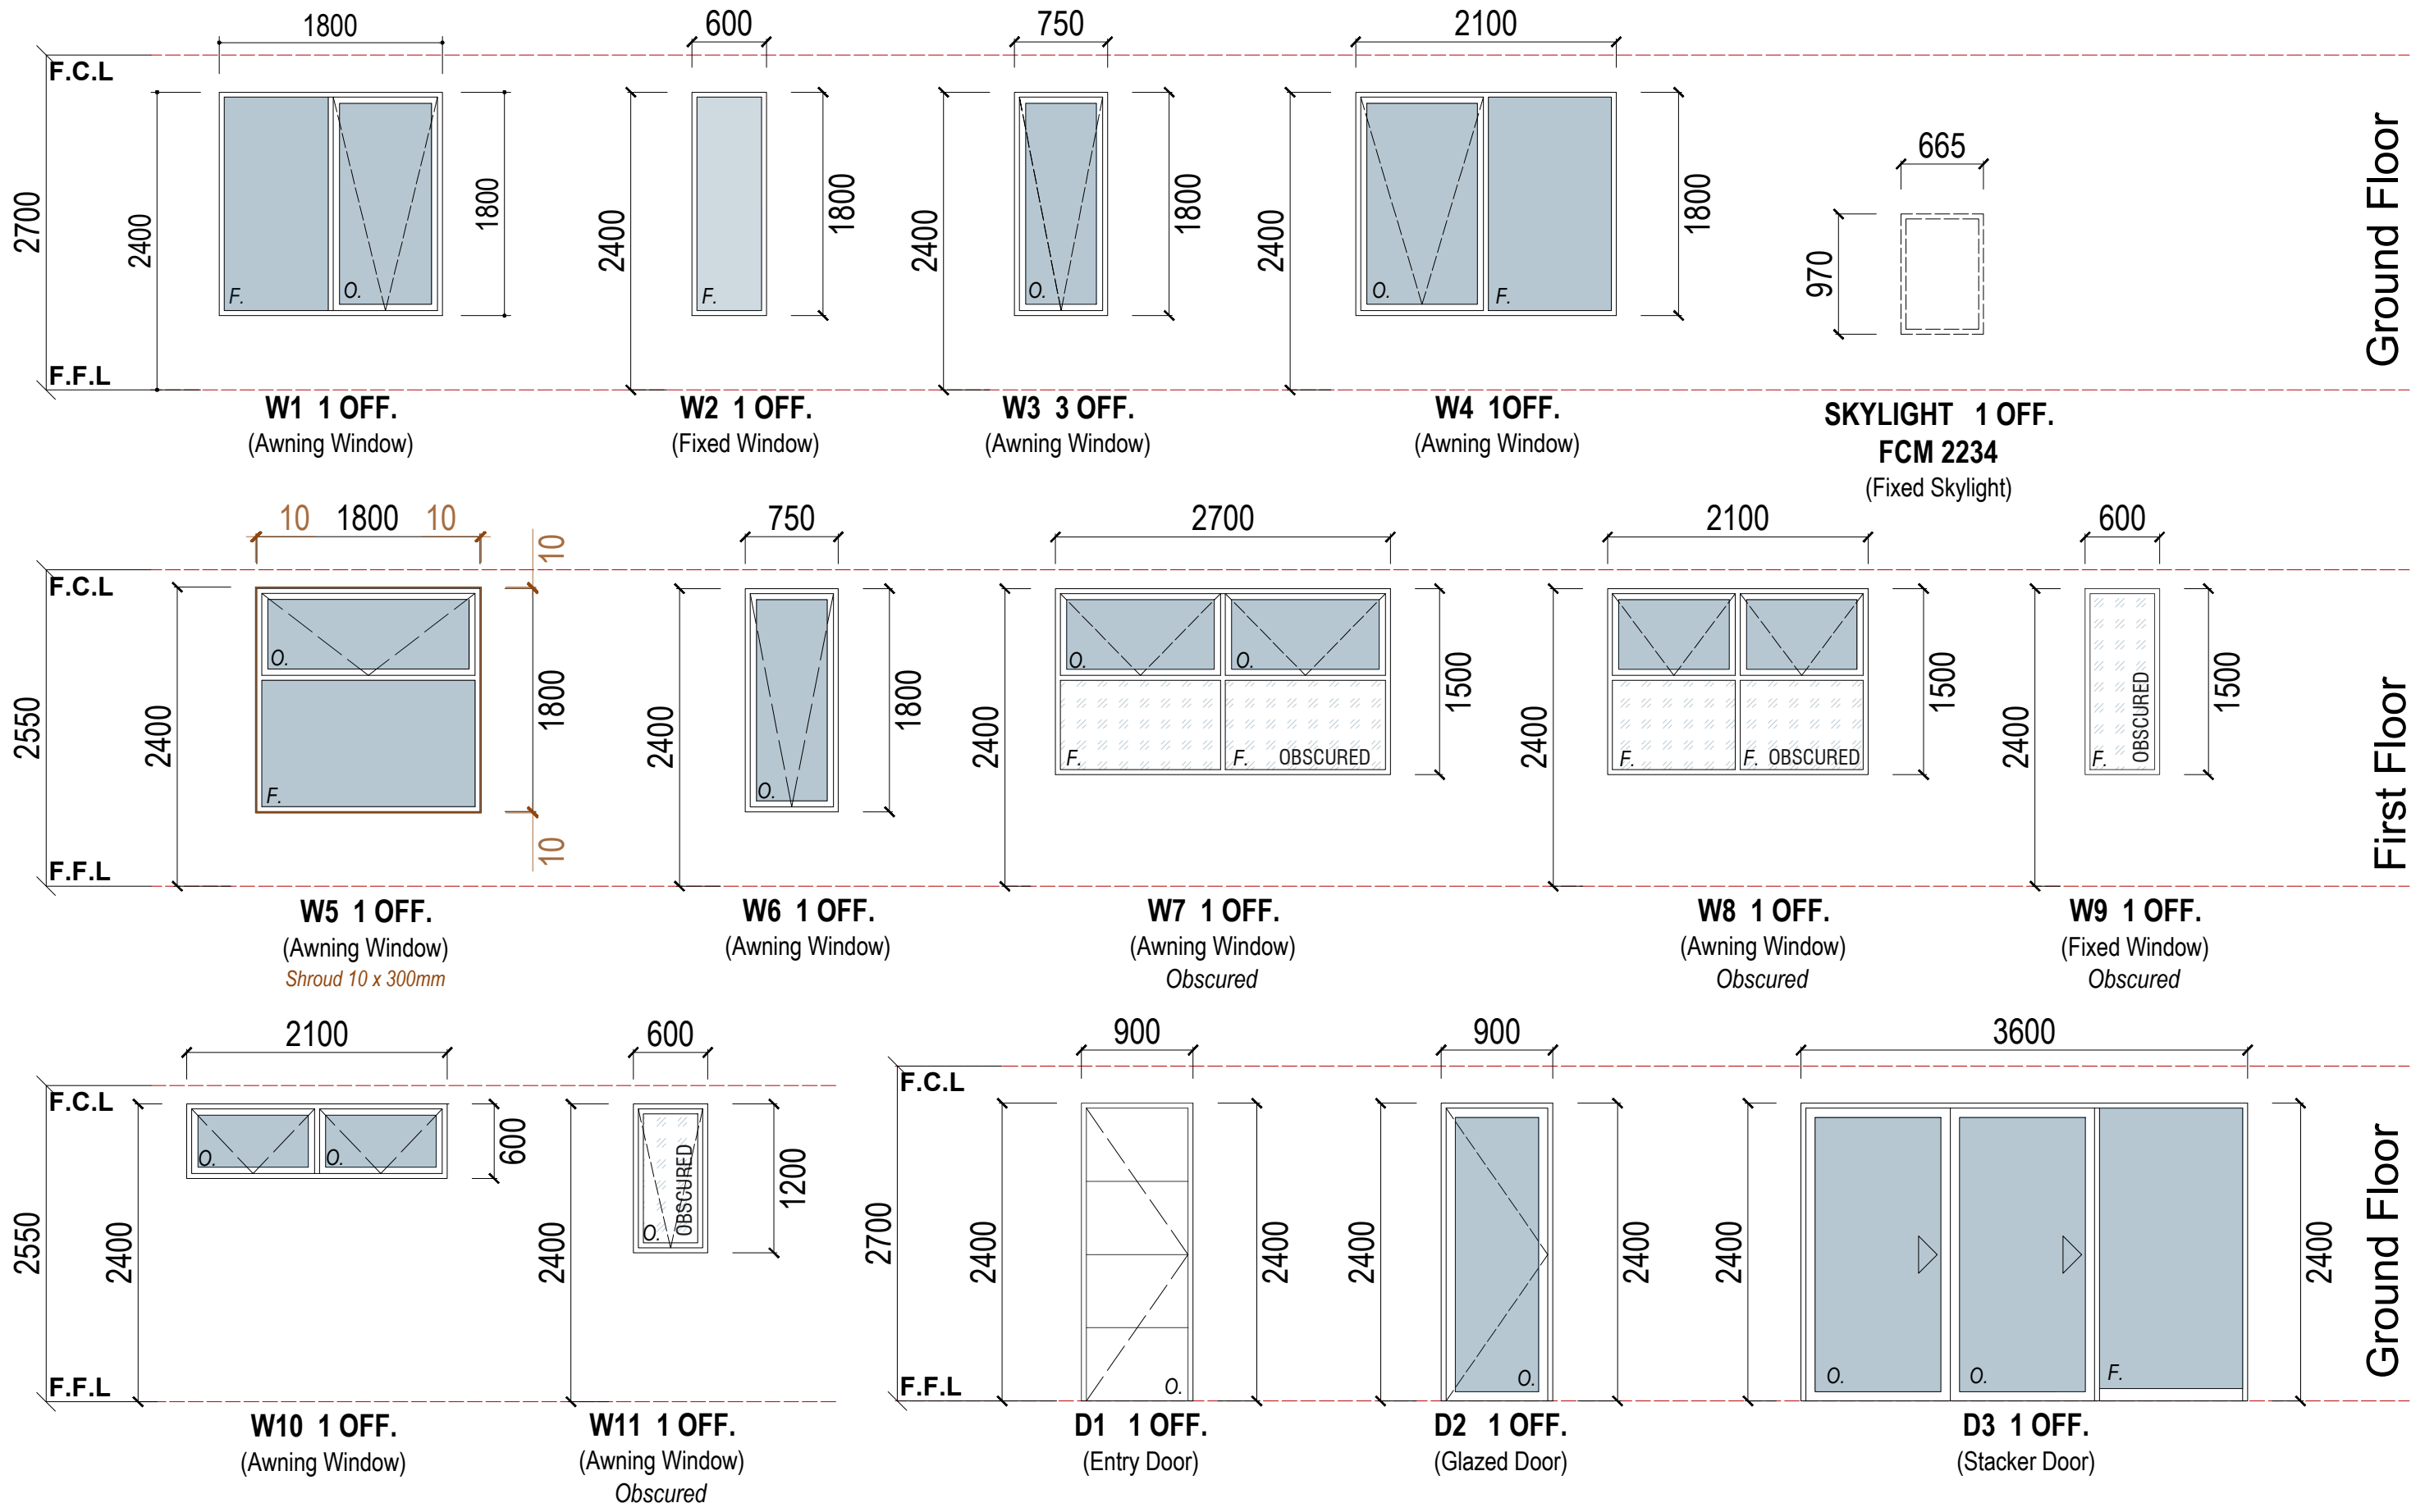 1800
600
750
2100
F.C.L
2700
2400
1800
2400
1800
2400
1800
2400
1800
665
970
F.
O.
F.
O.
O.
F.
F.F.L
Ground Floor
W1 1 OFF.
(Awning Window)
W2 1 OFF.
(Fixed Window)
W3 3 OFF.
(Awning Window)
W4 1OFF.
(Awning Window)
SKYLIGHT 1 OFF.
FCM 2234
(Fixed Skylight)
10 1800 10
750
2700
2100
600
F.C.L
2550
2400
10
1800
10
2400
1800
2400
1500
2400
1500
2400
1500
O.
F.
O.
O.
O.
F.
F. OBSCURED
F.
F. OBSCURED
F.
OBSCURED
F.F.L
First Floor
W5 1 OFF.
(Awning Window)
Shroud 10 x 300mm
W6 1 OFF.
(Awning Window)
W7 1 OFF.
(Awning Window)
Obscured
W8 1 OFF.
(Awning Window)
Obscured
W9 1 OFF.
(Fixed Window)
Obscured
2100
600
900
900
3600
F.C.L
2550
2400
600
2400
1200
O.
O.
O.
OBSCURED
F.F.L
F.C.L
2700
2400
2400
2400
2400
2400
2400
O.
O.
O.
O.
F.
F.F.L
Ground Floor
W10 1 OFF.
(Awning Window)
W11 1 OFF.
(Awning Window)
Obscured
D1 1 OFF.
(Entry Door)
D2 1 OFF.
(Glazed Door)
D3 1 OFF.
(Stacker Door)